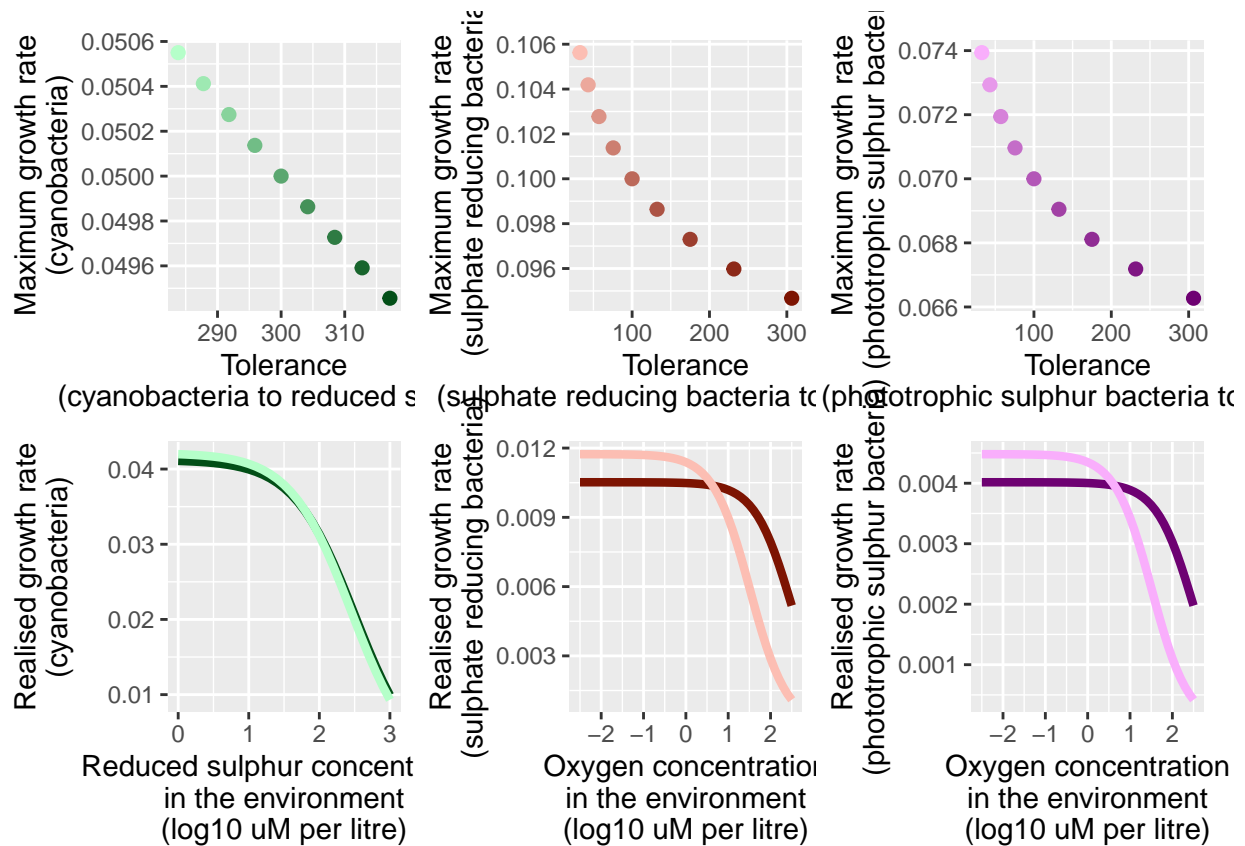 Maximum growth rate
(cyanobacteria)
0.0506
0.0504
0.0502
0.0500
0.0498
0.0496
290 300 310
Tolerance
(cyanobacteria to reduced s
Maximum growth rate
(sulphate reducing bacteria
0.106
0.104
0.102
0.100
0.098
0.096
100 200 300
Tolerance
(sulphate reducing bacteria to
Maximum growth rate
(phototrophic sulphur bacter
0.074
0.072
0.070
0.068
0.066
100 200 300
Tolerance
(phototrophic sulphur bacteria to
Realised growth rate
(cyanobacteria)
0.04
0.03
0.02
0.01
0 1 2 3
Reduced sulphur concent
in the environment
(log10 uM per litre)
Realised growth rate
(sulphate reducing bacteria)
0.012
0.009
0.006
0.003
−2 −1 0 1 2
Oxygen concentration
in the environment
(log10 uM per litre)
Realised growth rate
(phototrophic sulphur bacteria)
0.004
0.003
0.002
0.001
−2 −1 0 1 2
Oxygen concentration
in the environment
(log10 uM per litre)